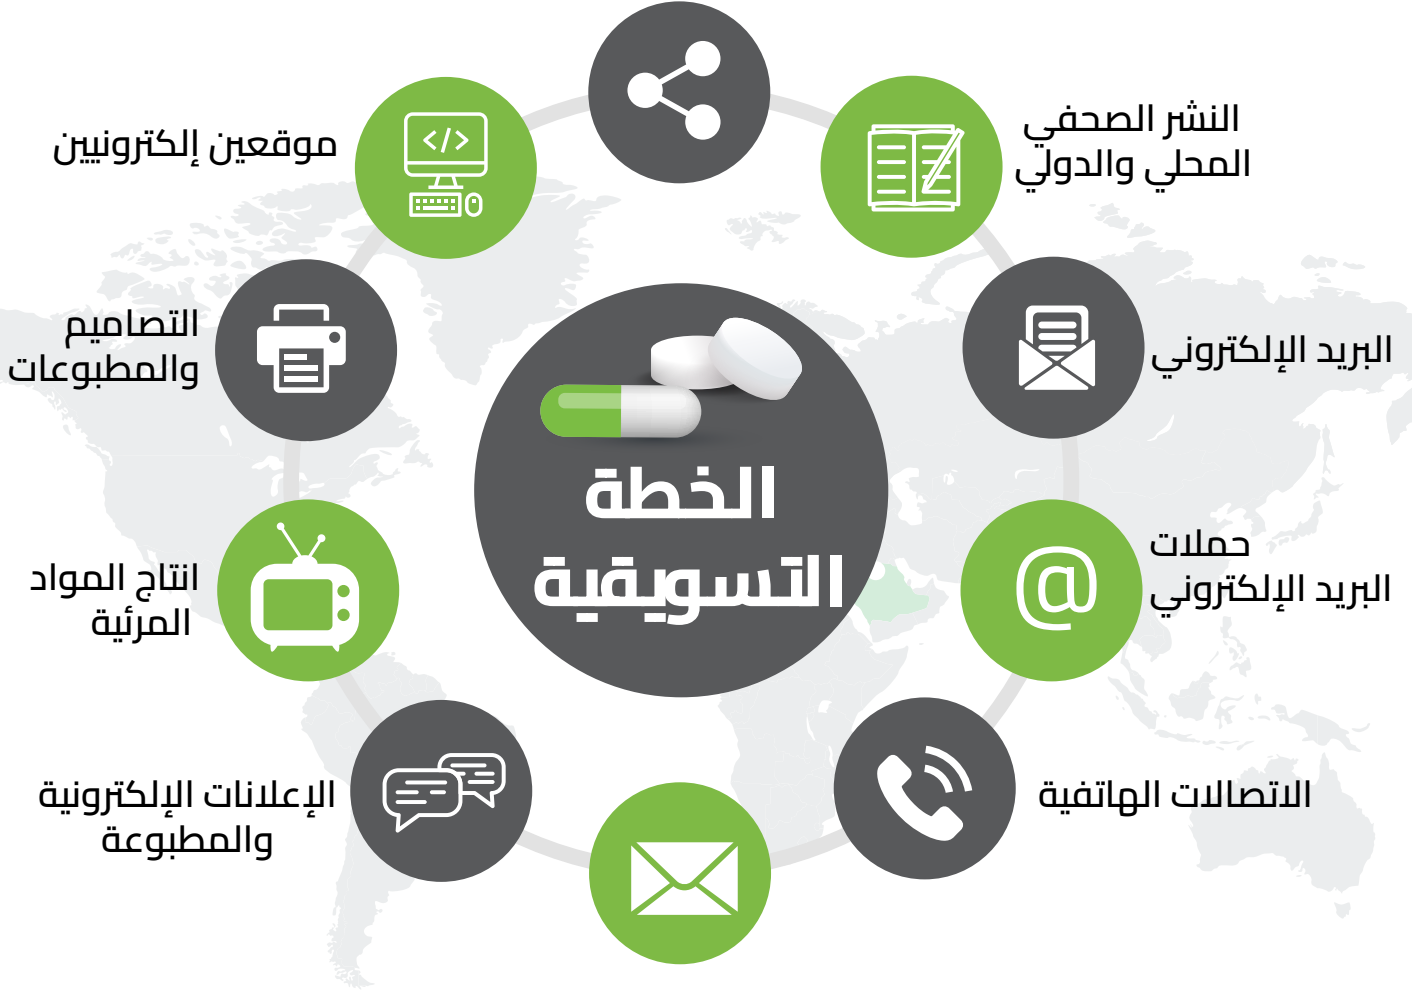 النشر الصحفي
المحلي والدولي
موقعين إلكترونيين
البريد الإلكتروني
التصاميم
والمطبوعات
الخطة
التسويقية
حملات
البريد الإلكتروني
@
انتاج المواد
المرئية
الاتصالات الهاتفية
الإعلانات الإلكترونية
والمطبوعة